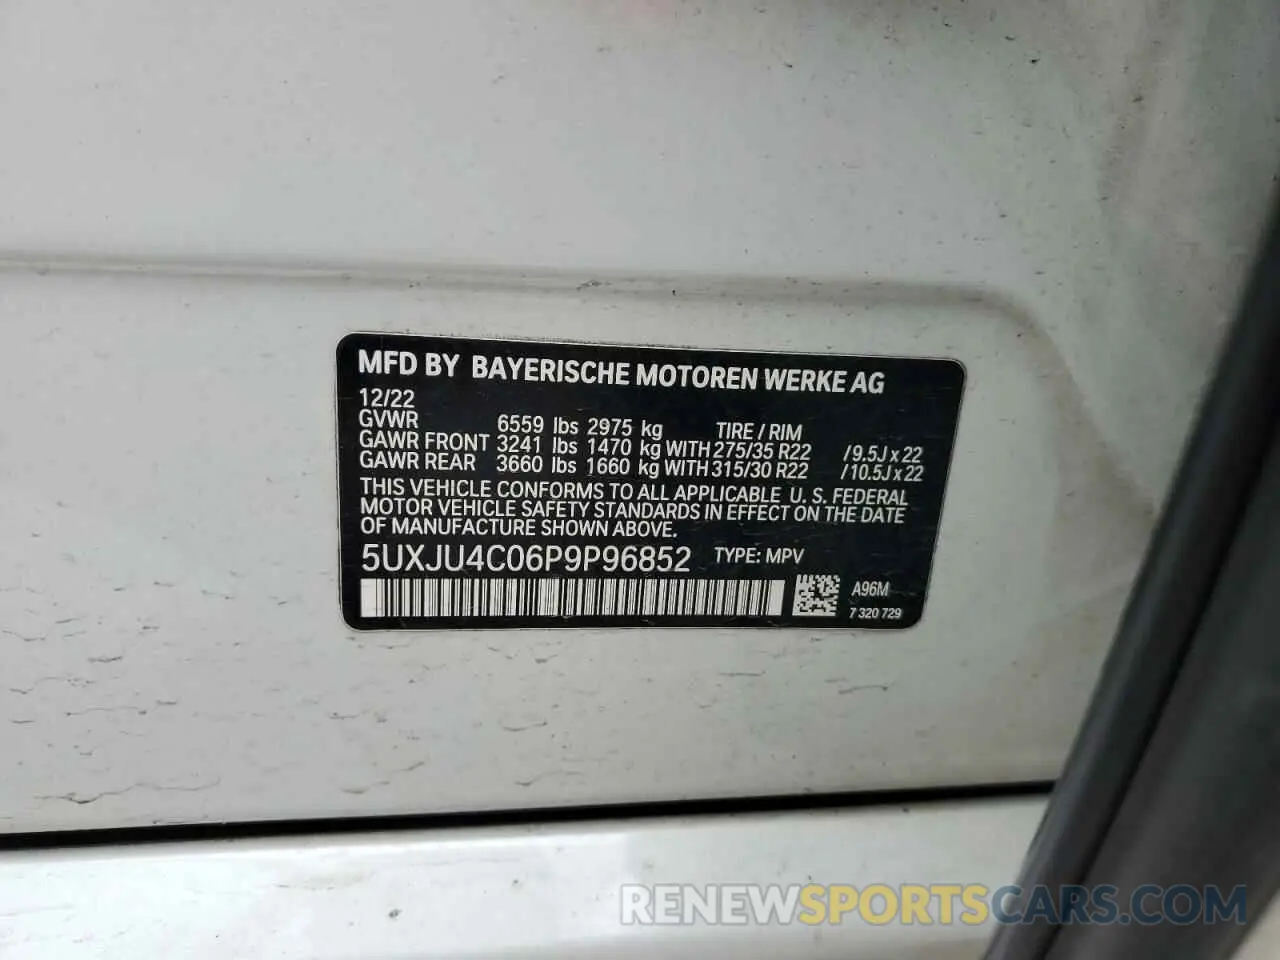 MFD BY BAYERISCHE MOTOREN WERKE AG
12/22
GVWR 6559 lbs 2975 kg TIRE / RIM
GAWR FRONT 3241 lbs 1470 kg WITH 275/35 R22 /9.5J x 22
GAWR REAR 3660 lbs 1660 kg WITH 315/30 R22 /10.5J x 22
THIS VEHICLE CONFORMS TO ALL APPLICABLE U. S. FEDERAL
MOTOR VEHICLE SAFETY STANDARDS IN EFFECT ON THE DATE
OF MANUFACTURE SHOWN ABOVE.
5UXJU4C06P9P96852 TYPE: MPV
A96M
7 320 729
RENEWSPORTSCARS.COM